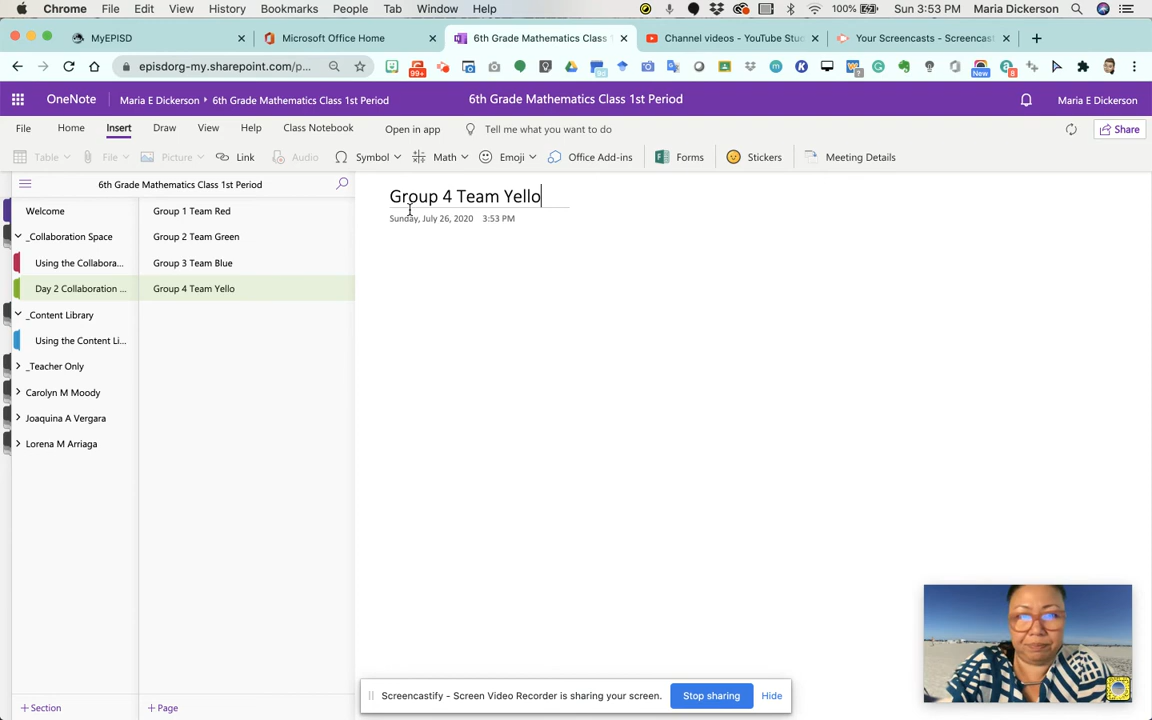 Chrome File Edit View History Bookmarks People Tab Window Help 100% Sun 3:53 PM Maria Dickerson
MyEPISD Microsoft Office Home 6th Grade Mathematics Class Channel videos - YouTube Stu Your Screencasts - Screencast
episdorg-my.sharepoint.com/p... 99+ New
OneNote Maria E Dickerson › 6th Grade Mathematics Class 1st Period 6th Grade Mathematics Class 1st Period Maria E Dickerson
File Home Insert Draw View Help Class Notebook Open in app Tell me what you want to do Share
Table File Picture Link Audio Symbol Math Emoji Office Add-ins Forms Stickers Meeting Details
6th Grade Mathematics Class 1st Period
Welcome
_Collaboration Space
Using the Collabora...
Day 2 Collaboration ...
_Content Library
Using the Content Li...
_Teacher Only
Carolyn M Moody
Joaquina A Vergara
Lorena M Arriaga
+ Section
Group 1 Team Red
Group 2 Team Green
Group 3 Team Blue
Group 4 Team Yello
+ Page
Group 4 Team Yello
Sunday, July 26, 2020 3:53 PM
Screencastify - Screen Video Recorder is sharing your screen. Stop sharing Hide